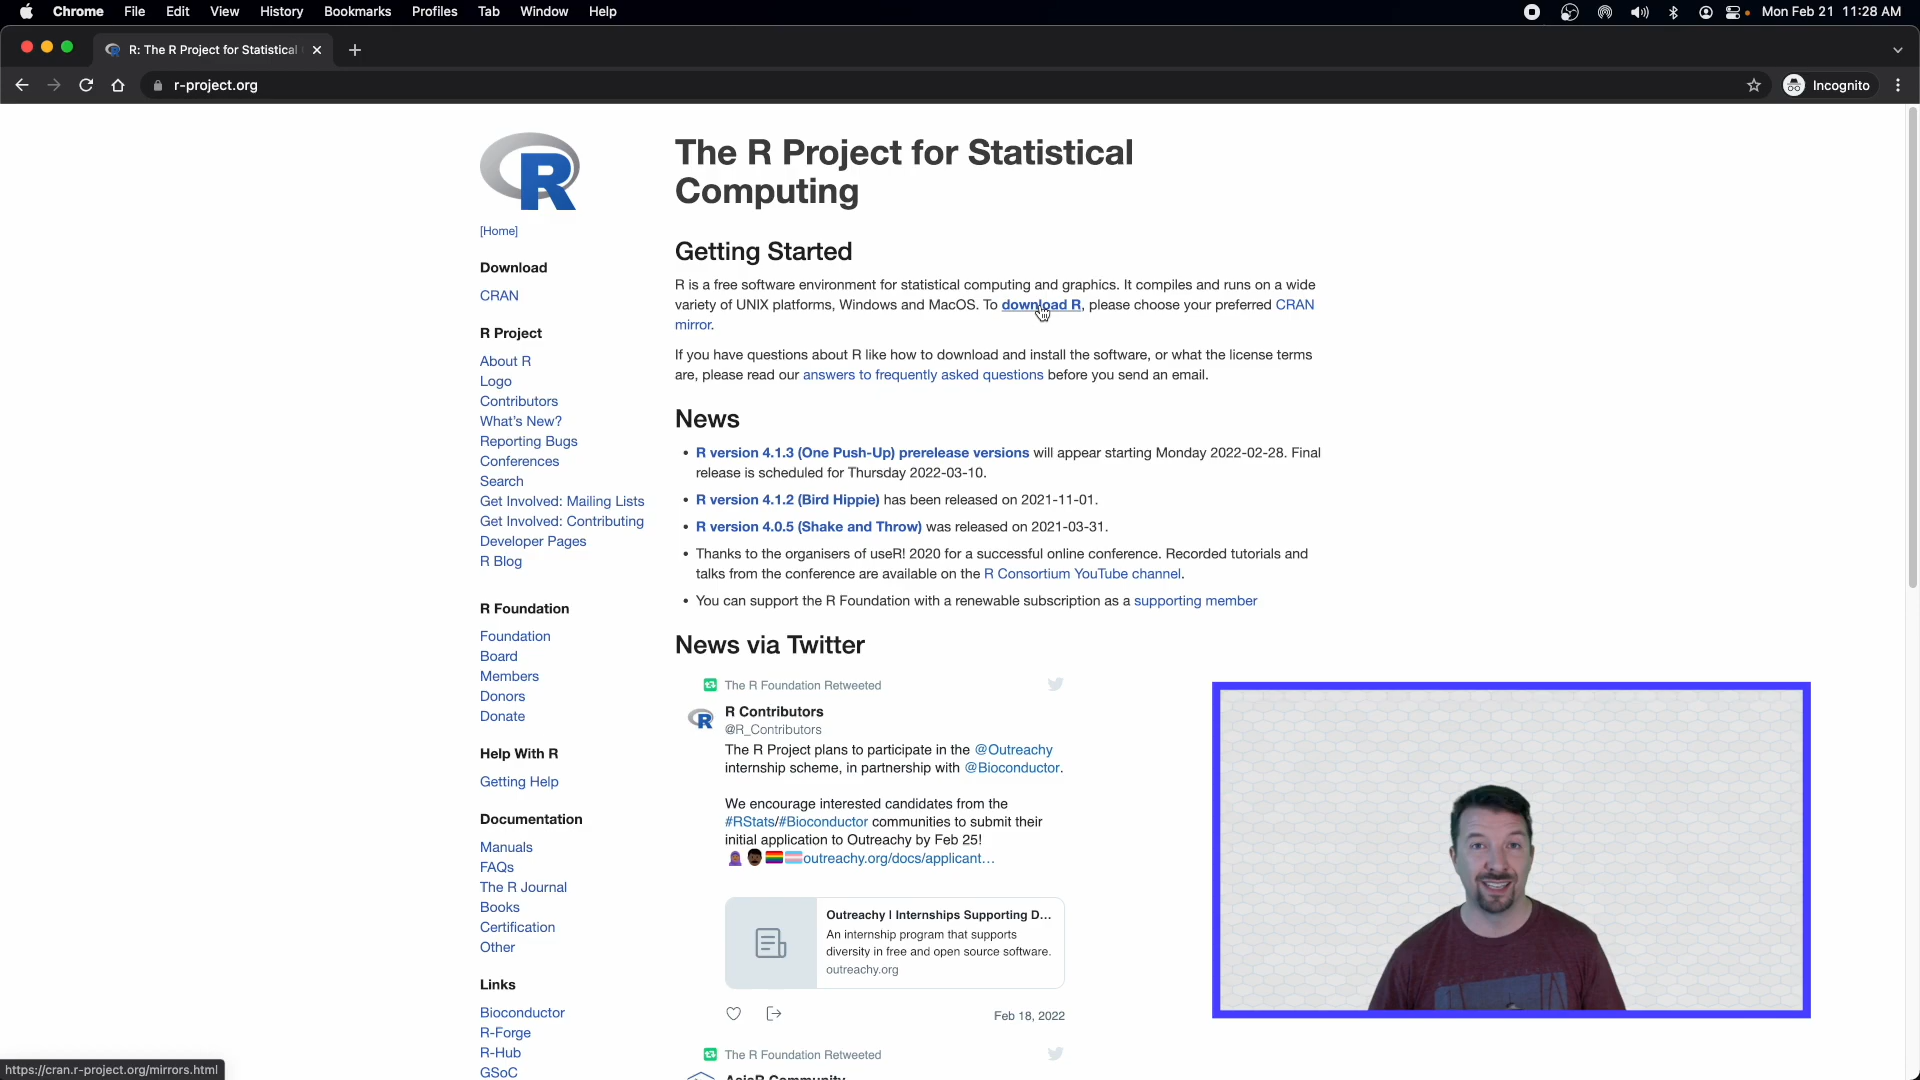 Chrome File Edit View History Bookmarks Profiles Tab Window Help Mon Feb 21 11:28 AM
R: The R Project for Statistical
r-project.org Incognito
R
[Home]
Download
CRAN
R Project
About R
Logo
Contributors
What's New?
Reporting Bugs
Conferences
Search
Get Involved: Mailing Lists
Get Involved: Contributing
Developer Pages
R Blog
R Foundation
Foundation
Board
Members
Donors
Donate
Help With R
Getting Help
Documentation
Manuals
FAQs
The R Journal
Books
Certification
Other
Links
Bioconductor
R-Forge
R-Hub
GSoC
The R Project for Statistical
Computing
Getting Started
R is a free software environment for statistical computing and graphics. It compiles and runs on a wide
variety of UNIX platforms, Windows and MacOS. To download R, please choose your preferred CRAN
mirror.
If you have questions about R like how to download and install the software, or what the license terms
are, please read our answers to frequently asked questions before you send an email.
News
• R version 4.1.3 (One Push-Up) prerelease versions will appear starting Monday 2022-02-28. Final
release is scheduled for Thursday 2022-03-10.
• R version 4.1.2 (Bird Hippie) has been released on 2021-11-01.
• R version 4.0.5 (Shake and Throw) was released on 2021-03-31.
• Thanks to the organisers of useR! 2020 for a successful online conference. Recorded tutorials and
talks from the conference are available on the R Consortium YouTube channel.
• You can support the R Foundation with a renewable subscription as a supporting member
News via Twitter
The R Foundation Retweeted
R
R Contributors
@R_Contributors
The R Project plans to participate in the @Outreachy
internship scheme, in partnership with @Bioconductor.
We encourage interested candidates from the
#RStats/#Bioconductor communities to submit their
initial application to Outreachy by Feb 25!
outreachy.org/docs/applicant…
Outreachy | Internships Supporting D...
An internship program that supports
diversity in free and open source software.
outreachy.org
Feb 18, 2022
The R Foundation Retweeted
AsiaR Community
https://cran.r-project.org/mirrors.html